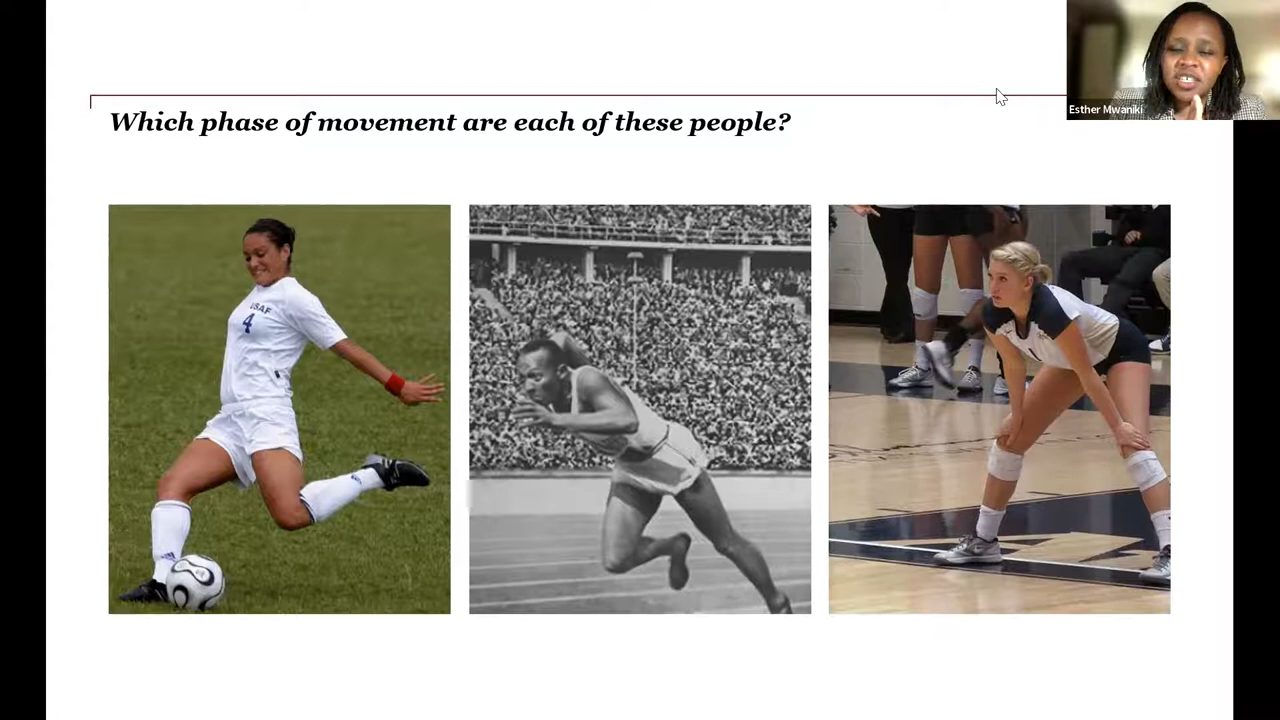 Which phase of movement are each of these people?
Esther Mwaniki
USAF
4